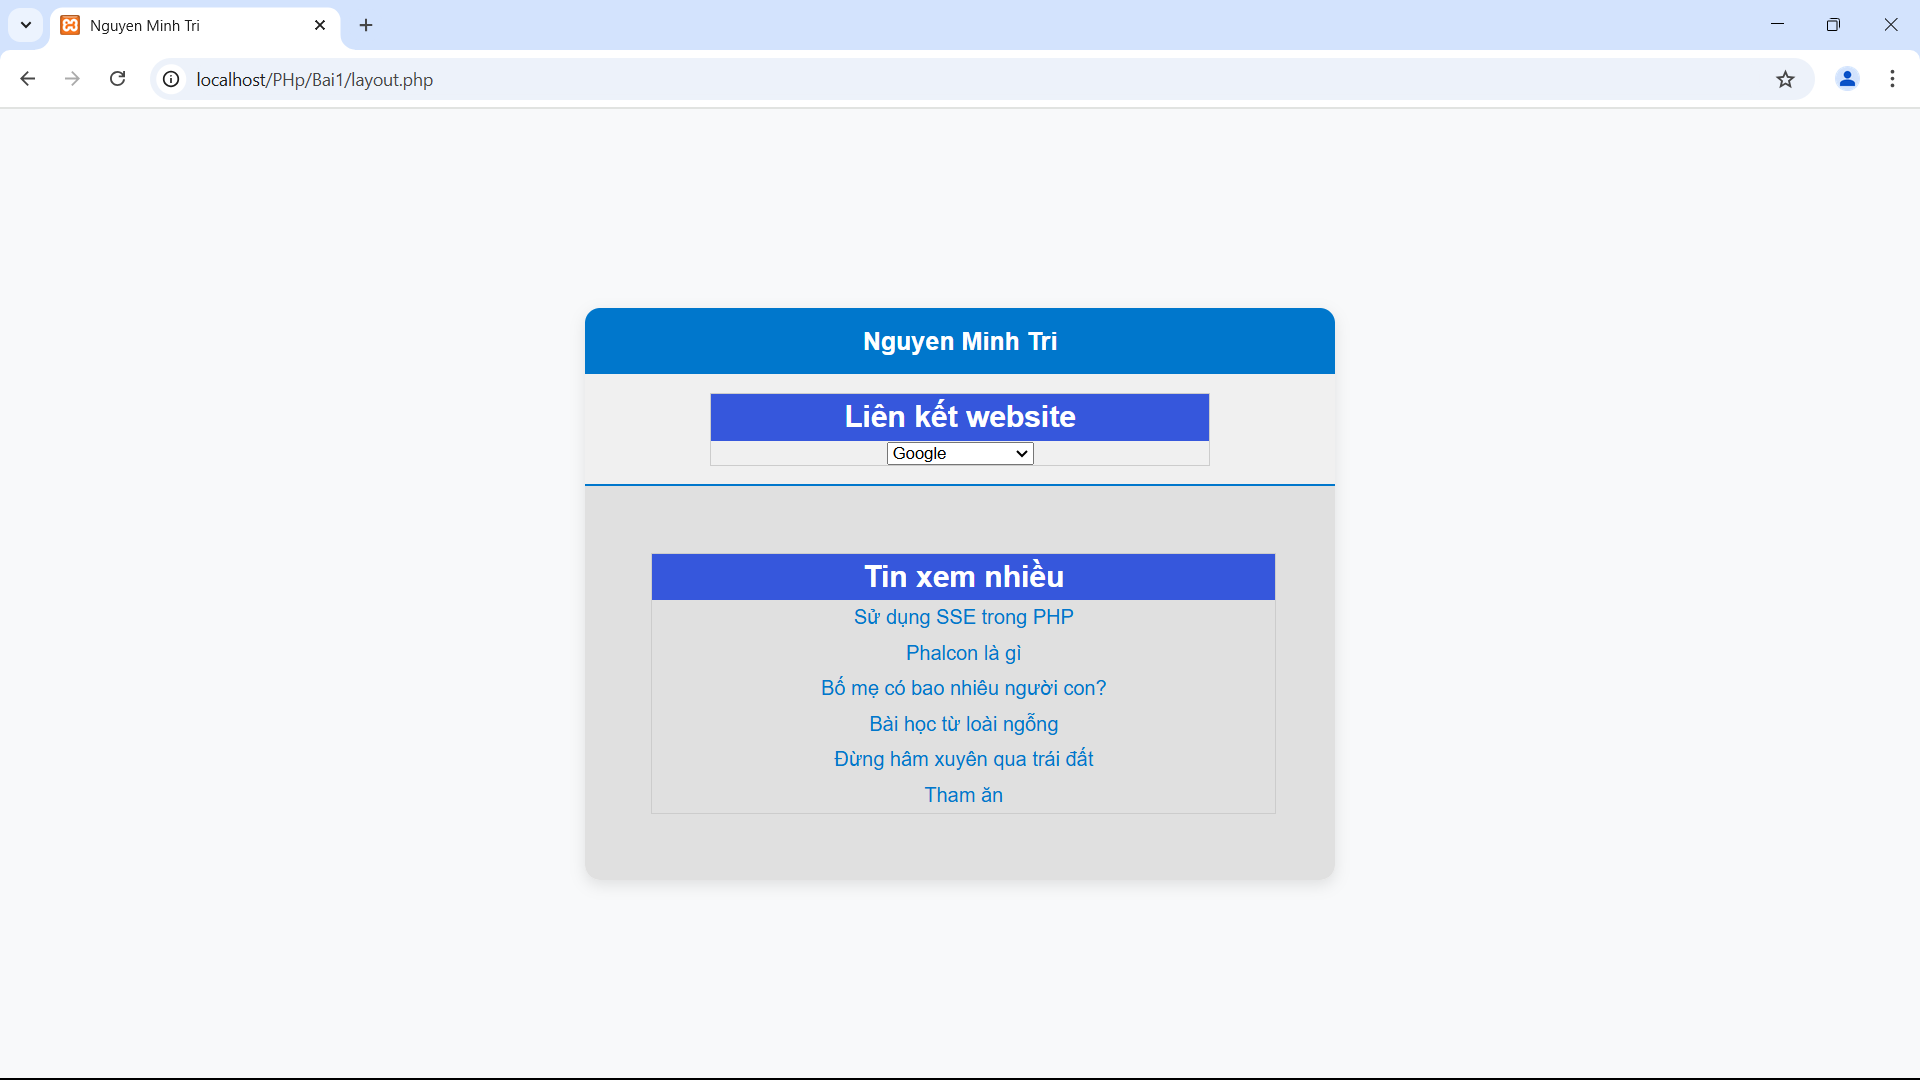 Nguyen Minh Tri
localhost/PHp/Bai1/layout.php
Nguyen Minh Tri
Liên kết website
Google
Tin xem nhiều
Sử dụng SSE trong PHP
Phalcon là gì
Bố mẹ có bao nhiêu người con?
Bài học từ loài ngỗng
Đừng hâm xuyên qua trái đất
Tham ăn